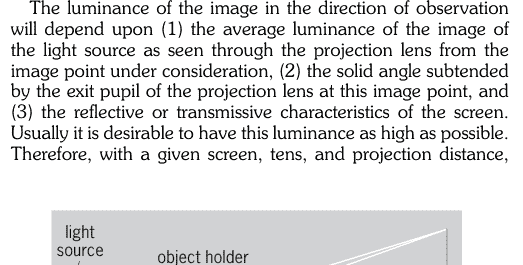 The luminance of the image in the direction of observation
will depend upon (1) the average luminance of the image of
the light source as seen through the projection lens from the
image point under consideration, (2) the solid angle subtended
by the exit pupil of the projection lens at this image point, and
(3) the reflective or transmissive characteristics of the screen.
Usually it is desirable to have this luminance as high as possible.
Therefore, with a given screen, tens, and projection distance,
light
source
object holder